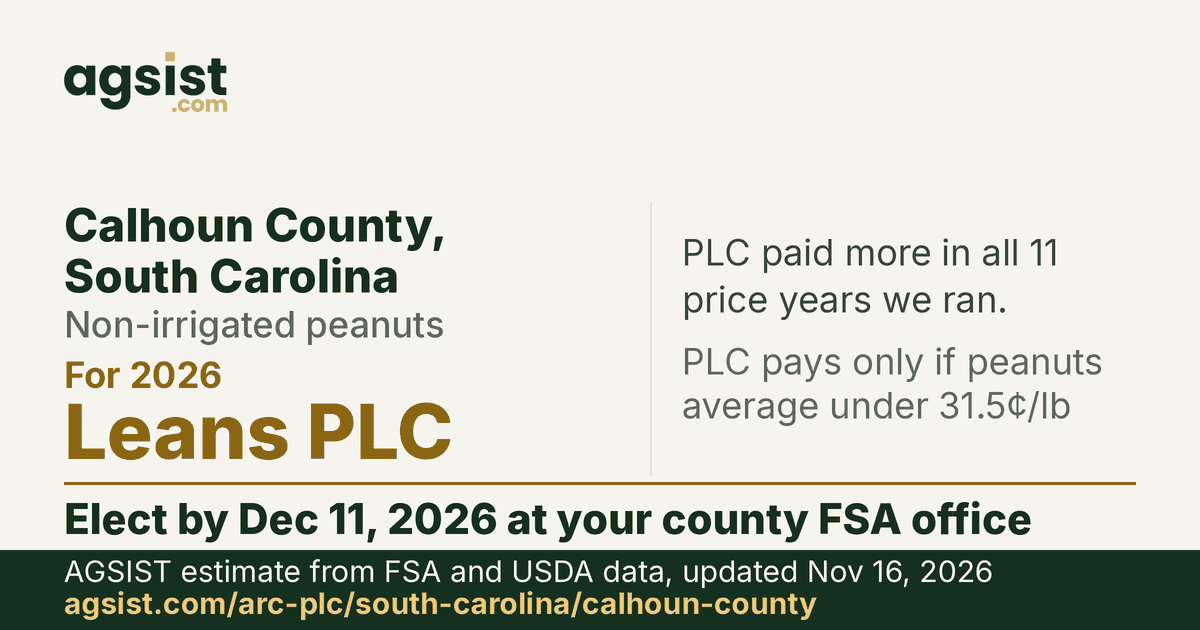 agsist
.com
Calhoun County,
South Carolina
Non-irrigated peanuts
For 2026
Leans PLC
PLC paid more in all 11
price years we ran.
PLC pays only if peanuts
average under 31.5¢/lb
Elect by Dec 11, 2026 at your county FSA office
AGSIST estimate from FSA and USDA data, updated Nov 16, 2026
agsist.com/arc-plc/south-carolina/calhoun-county